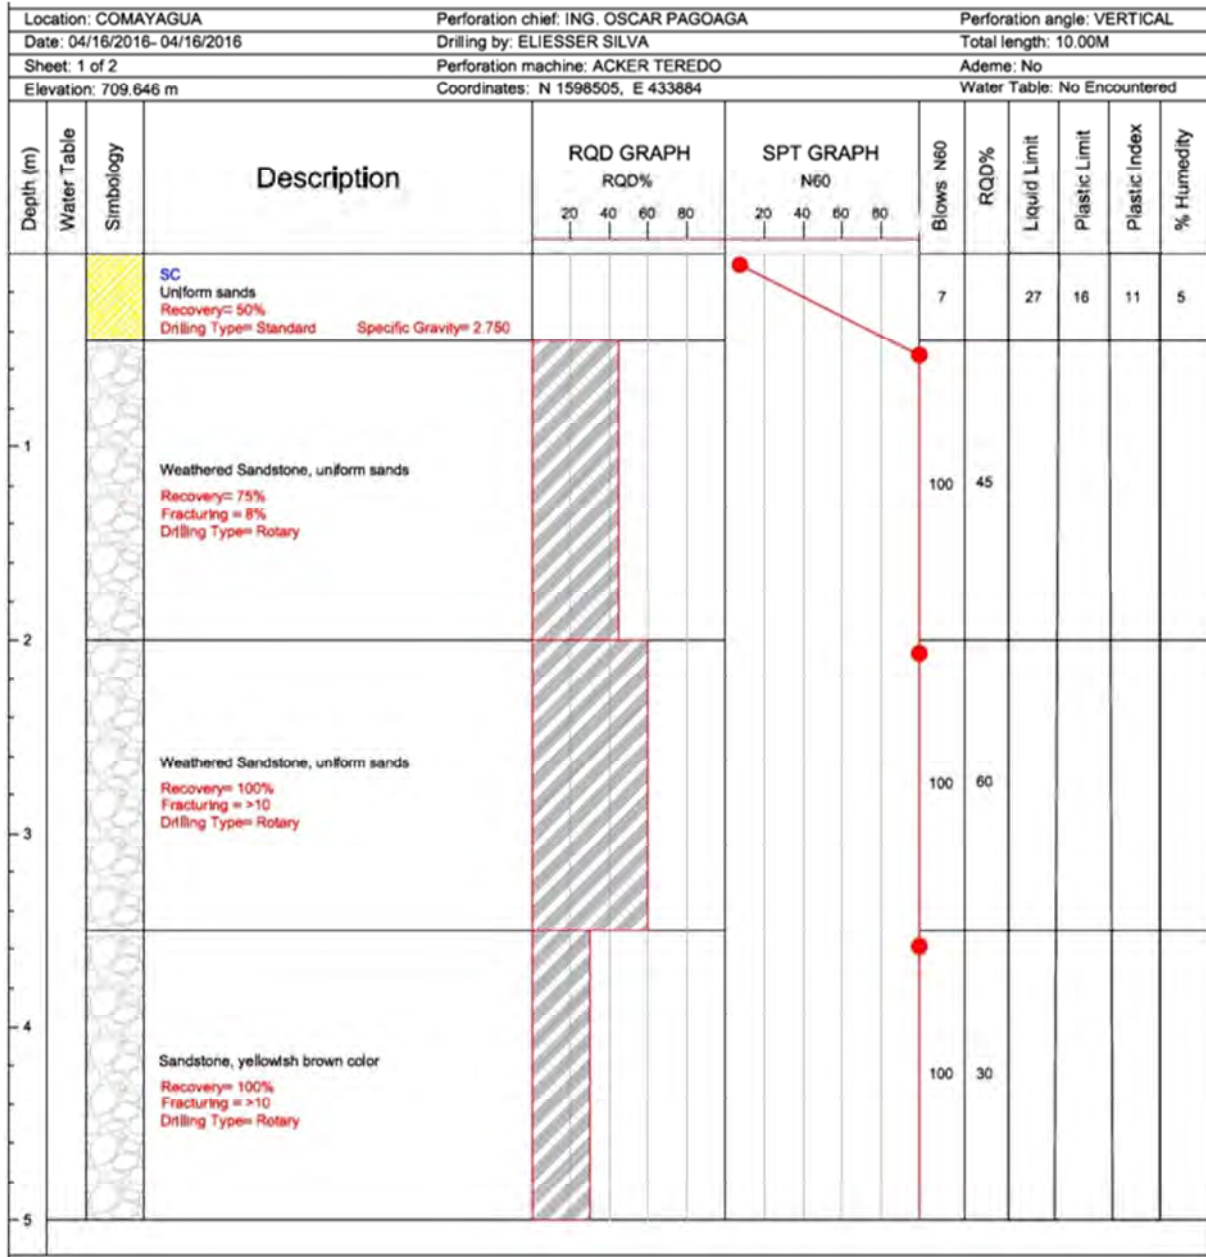 Location: COMAYAGUA Perforation chief: ING. OSCAR PAGOAGA Perforation angle: VERTICAL
Date: 04/16/2016- 04/16/2016 Drilling by: ELIESSER SILVA Total length: 10.00M
Sheet: 1 of 2 Perforation machine: ACKER TEREDO Ademe: No
Elevation: 709.646 m Coordinates: N 1598505, E 433884 Water Table: No Encountered
Depth (m)
Water Table
Simbology
Description
RQD GRAPH
RQD%
20 40 60 80
SPT GRAPH
N60
20 40 60 80
Blows N60
RQD%
Liquid Limit
Plastic Limit
Plastic Index
% Humedity
SC
Uniform sands
Recovery= 50%
Drilling Type= Standard Specific Gravity= 2.750
7 27 16 11 5
1
Weathered Sandstone, uniform sands
Recovery= 75%
Fracturing = 8%
Drilling Type= Rotary
100 45
2
Weathered Sandstone, uniform sands
Recovery= 100%
Fracturing = >10
Drilling Type= Rotary
100 60
3
4
Sandstone, yellowish brown color
Recovery= 100%
Fracturing = >10
Drilling Type= Rotary
100 30
5